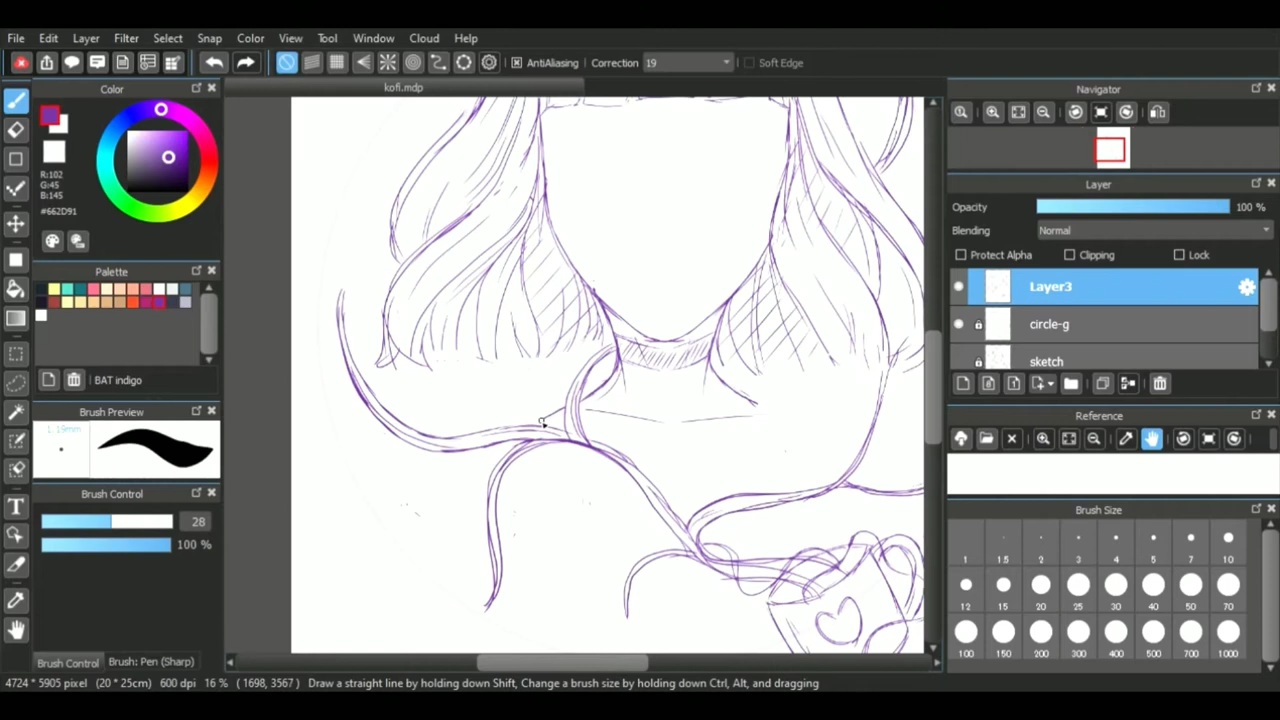 File Edit Layer Filter Select Snap Color View Tool Window Cloud Help
AntiAliasing Correction 19 Soft Edge
kofi.mdp
Color
R:102
G:45
B:145
#662D91
Palette
BAT indigo
Brush Preview
1.19mm
Brush Control
28
100 %
Brush Control Brush: Pen (Sharp)
Navigator
Layer
Opacity 100 %
Blending Normal
Protect Alpha Clipping Lock
Layer3
circle-g
sketch
Reference
Brush Size
1 1.5 2 3 4 5 7 10
12 15 20 25 30 40 50 70
100 150 200 300 400 500 700 1000
4724 * 5905 pixel (20 * 25cm) 600 dpi 16 % ( 1698, 3567 ) Draw a straight line by holding down Shift, Change a brush size by holding down Ctrl, Alt, and dragging